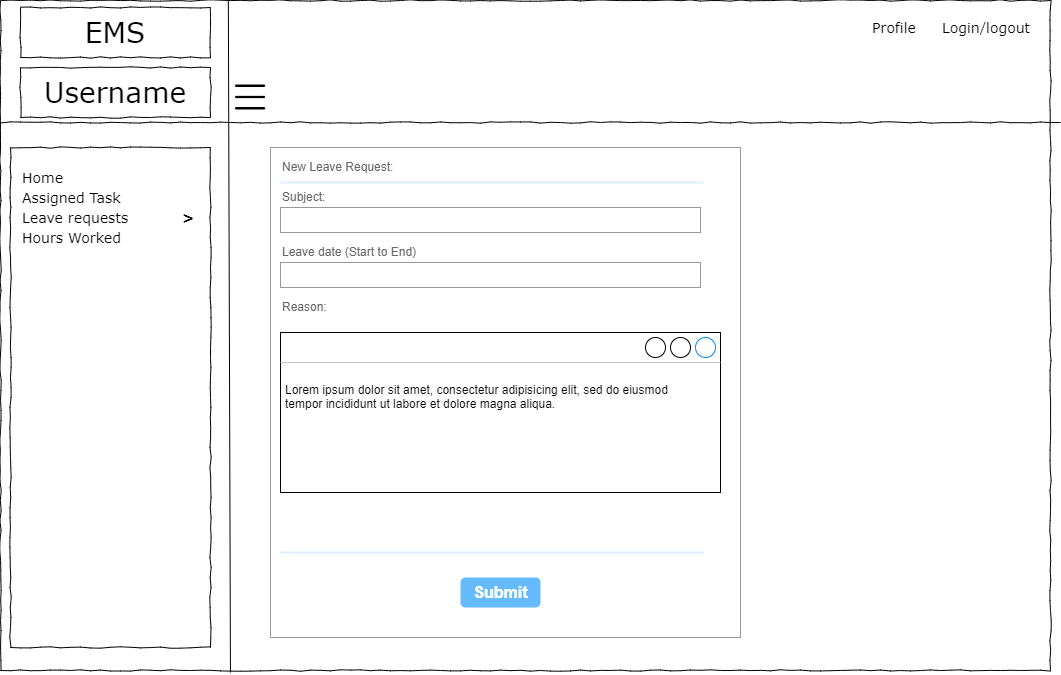 EMS
Profile
Login/logout
Username
Home
Assigned Task
Leave requests >
Hours Worked
New Leave Request:
Subject:
Leave date (Start to End)
Reason:
Lorem ipsum dolor sit amet, consectetur adipisicing elit, sed do eiusmod
tempor incididunt ut labore et dolore magna aliqua.
Submit